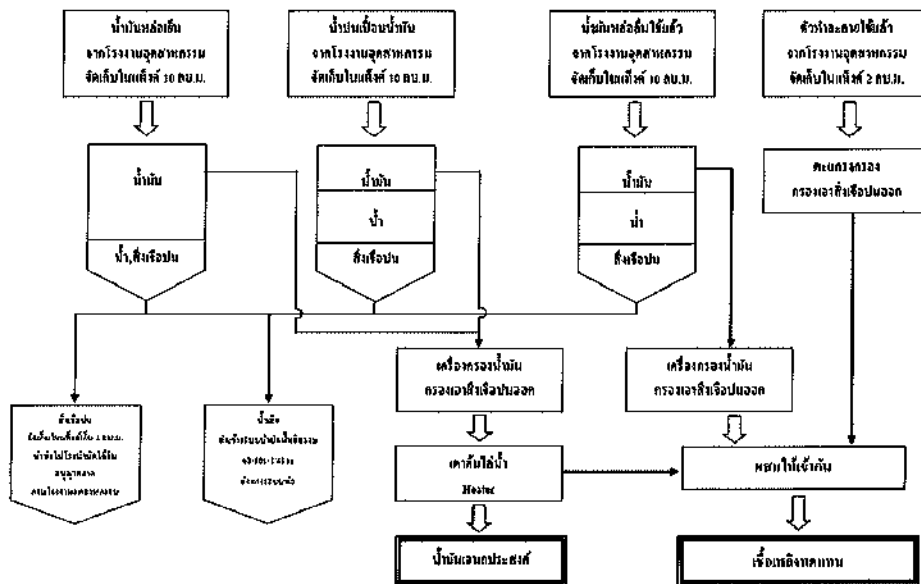 น้ำมันหล่อเย็น
จากโรงงานอุตสาหกรรม
จัดเก็บในแท็งค์ 10 ลบ.ม.
น้ำปนเปื้อนน้ำมัน
จากโรงงานอุตสาหกรรม
จัดเก็บในแท็งค์ 10 ลบ.ม.
น้ำมันหล่อลื่นใช้แล้ว
จากโรงงานอุตสาหกรรม
จัดเก็บในแท็งค์ 10 ลบ.ม.
ตัวทำละลายใช้แล้ว
จากโรงงานอุตสาหกรรม
จัดเก็บในแท็งค์ 2 ลบ.ม.
น้ำมัน
น้ำ,สิ่งเจือปน
น้ำมัน
น้ำ
สิ่งเจือปน
น้ำมัน
น้ำ
สิ่งเจือปน
ตะแกรงกรอง
กรองเอาสิ่งเจือปนออก
เครื่องกรองน้ำมัน
กรองเอาสิ่งเจือปนออก
เครื่องกรองน้ำมัน
กรองเอาสิ่งเจือปนออก
สิ่งเจือปน
น้ำเสีย
เตาต้มไล่น้ำ
Heater
ผสมให้เข้ากัน
น้ำมันเอนกประสงค์
เชื้อเพลิงทดแทน